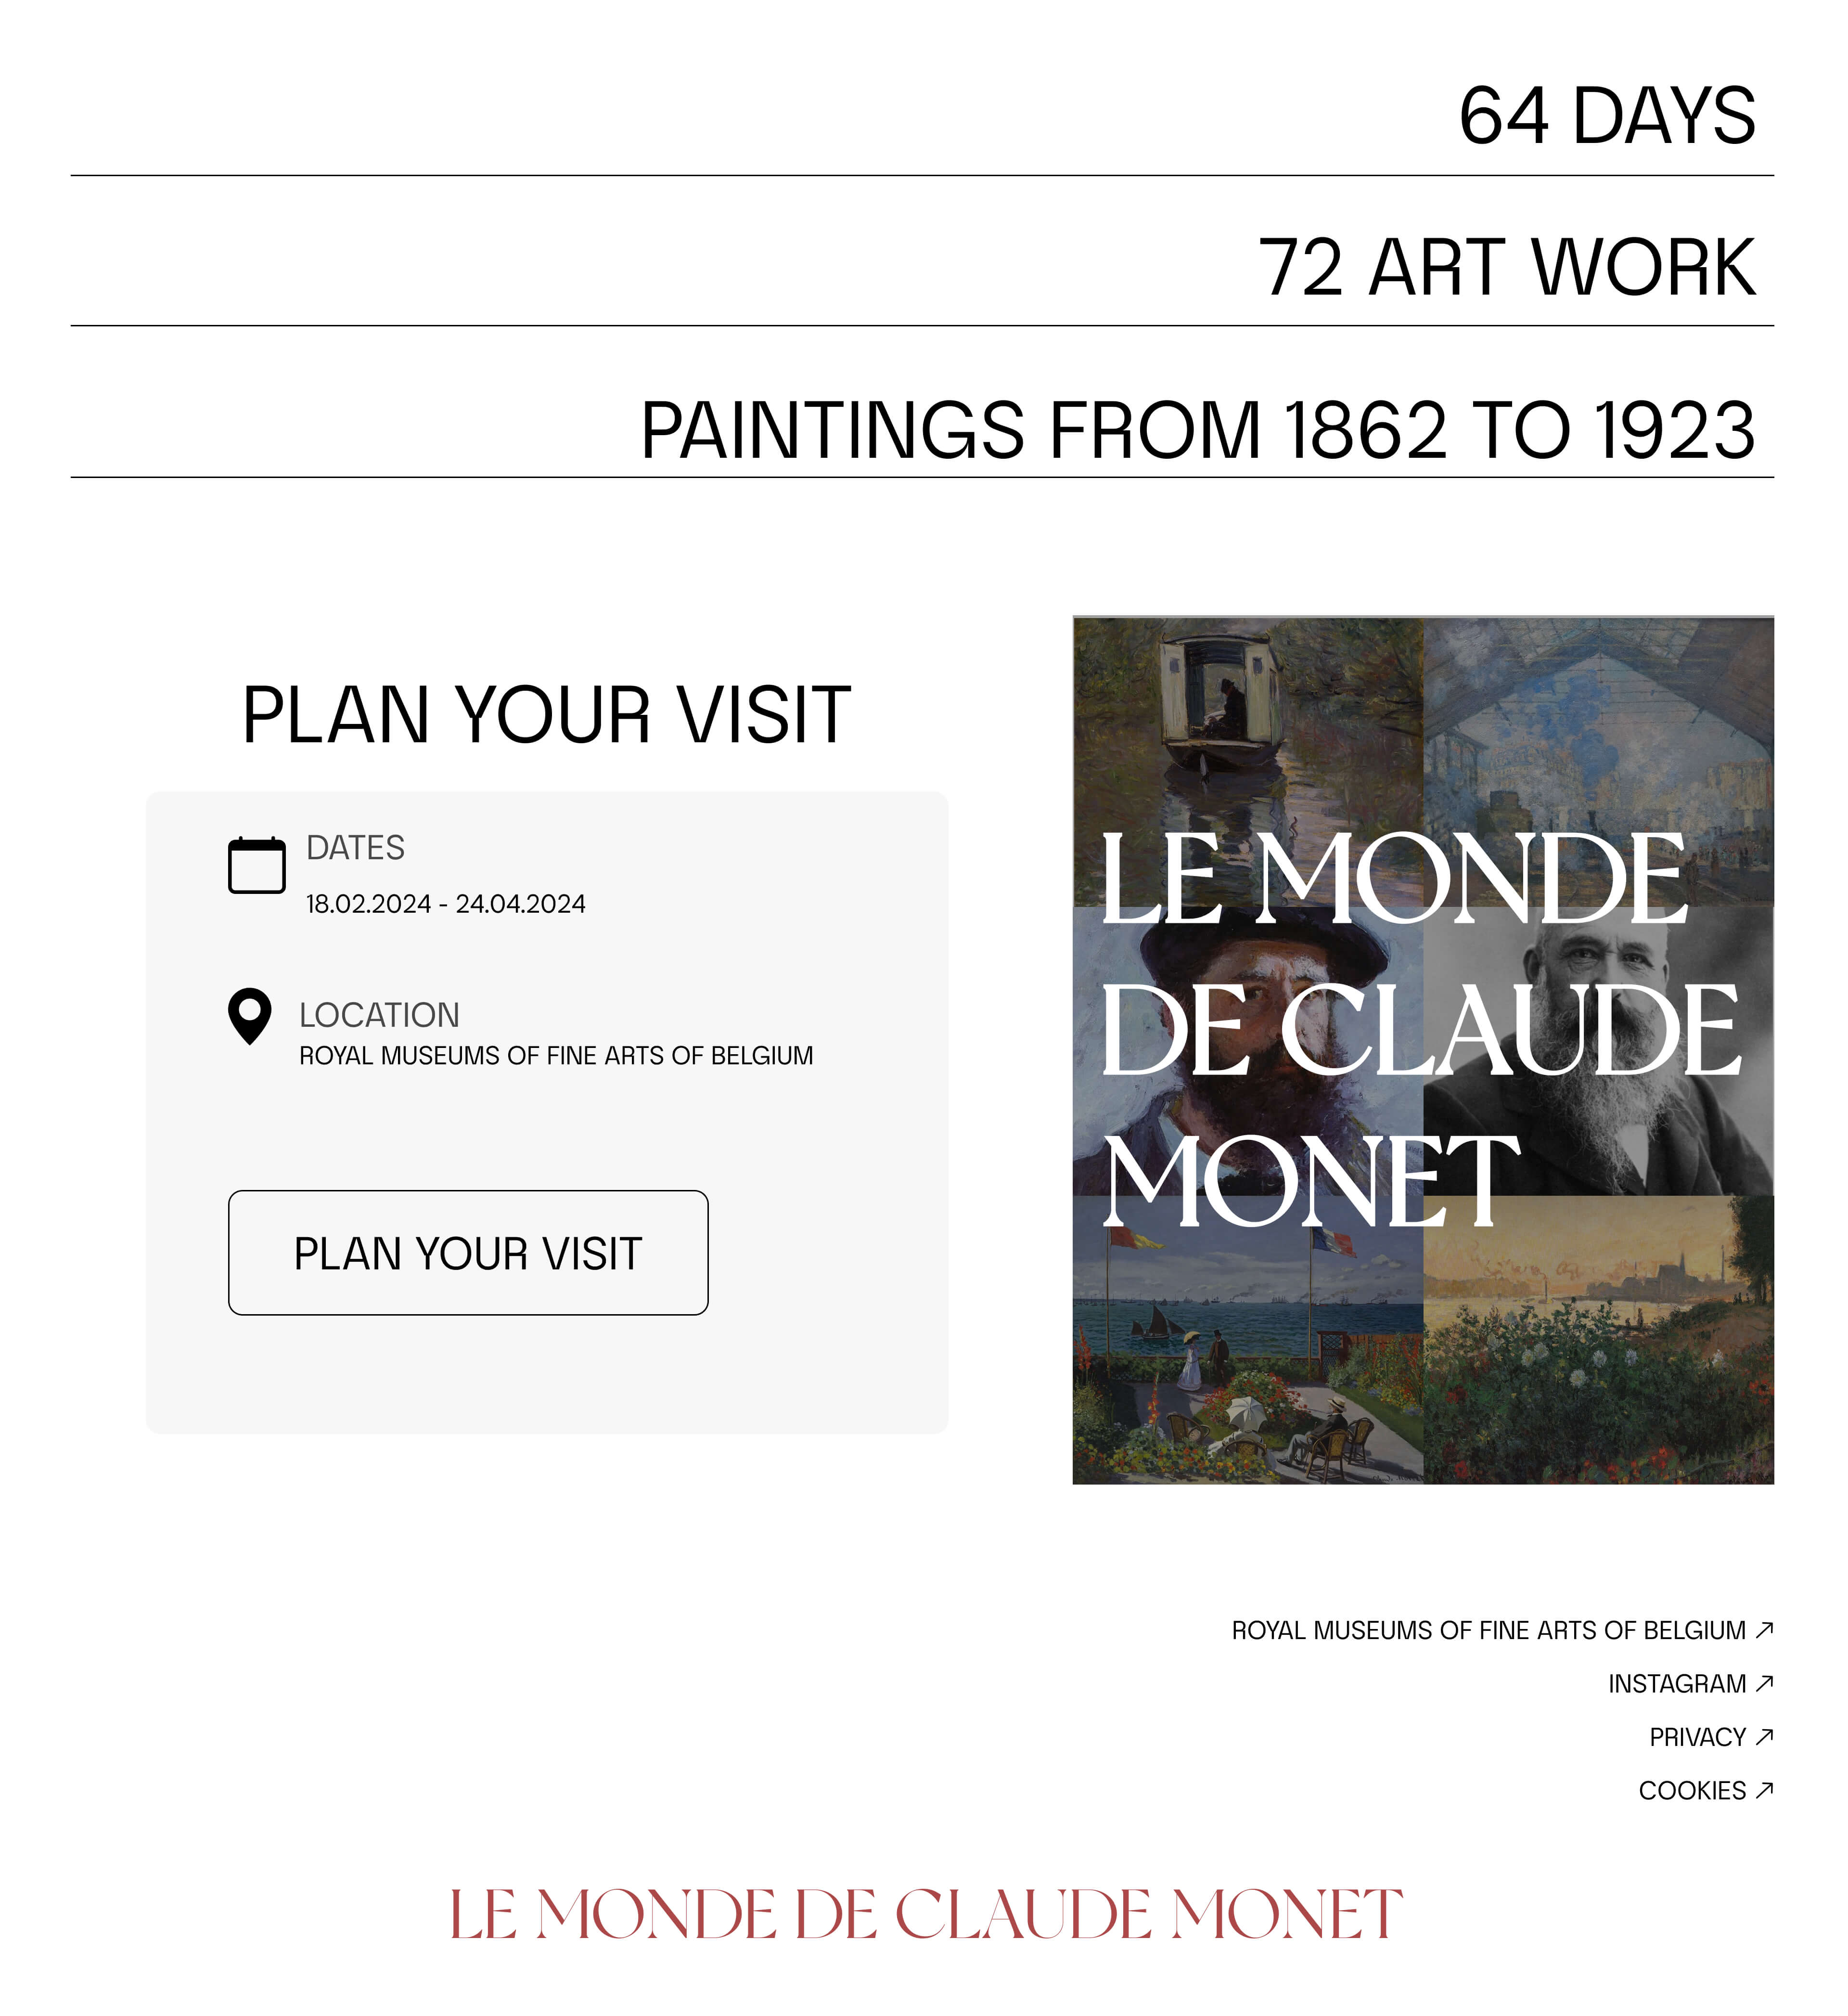 64 DAYS
72 ART WORK
PAINTINGS FROM 1862 TO 1923
PLAN YOUR VISIT
DATES
18.02.2024 - 24.04.2024
LOCATION
ROYAL MUSEUMS OF FINE ARTS OF BELGIUM
PLAN YOUR VISIT
LE MONDE
DE CLAUDE
MONET
ROYAL MUSEUMS OF FINE ARTS OF BELGIUM ↗
INSTAGRAM ↗
PRIVACY ↗
COOKIES ↗
LE MONDE DE CLAUDE MONET